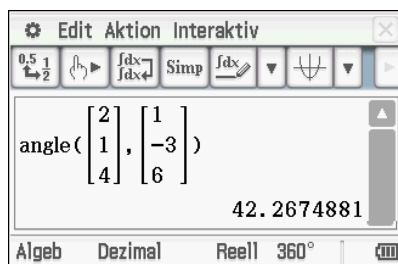 Edit Aktion Interaktiv
0.5 1/2 ∫dx ∫dx Simp ∫dx
angle([2 1 4], [1 -3 6])
42.2674881
Algeb Dezimal Reell 360°